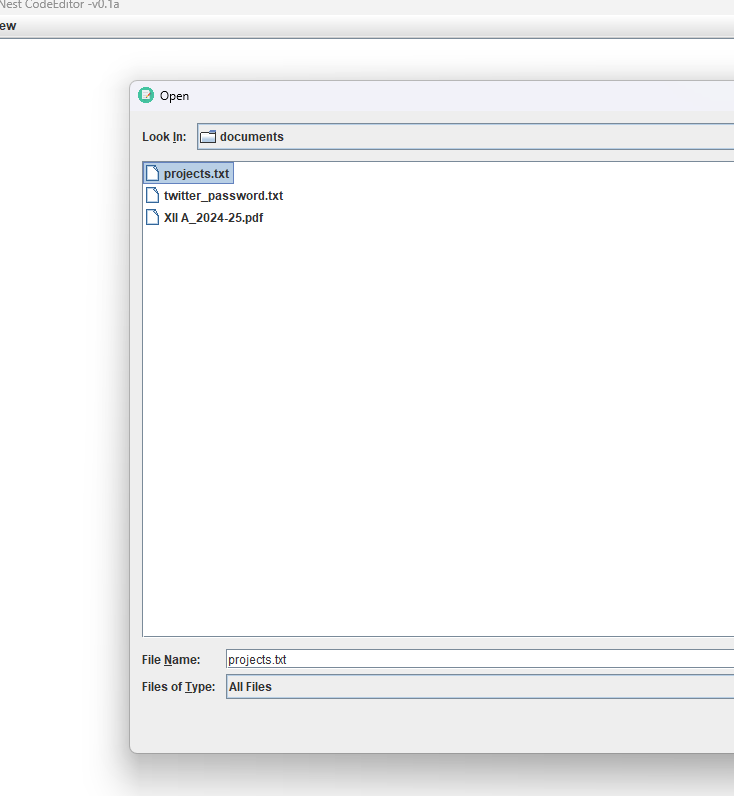 Nest CodeEditor -v0.1a
ew
Open
Look In: documents
projects.txt
twitter_password.txt
XII A_2024-25.pdf
File Name: projects.txt
Files of Type: All Files